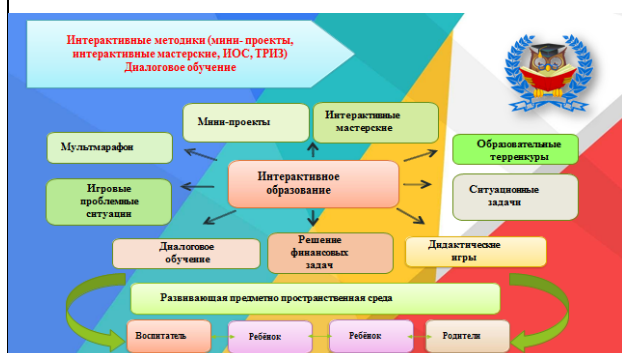 Интерактивные методики (мини- проекты,
интерактивные мастерские, ИОС, ТРИЗ)
Диалоговое обучение
Мини-проекты
Интерактивные
мастерские
Мультмарафон
Образовательные
терренкуры
Интерактивное
образование
Игровые
проблемные
ситуации
Ситуационные
задачи
Диалоговое
обучение
Решение
финансовых
задач
Дидактические
игры
Развивающая предметно пространственная среда
Воспитатель
Ребёнок
Ребёнок
Родители